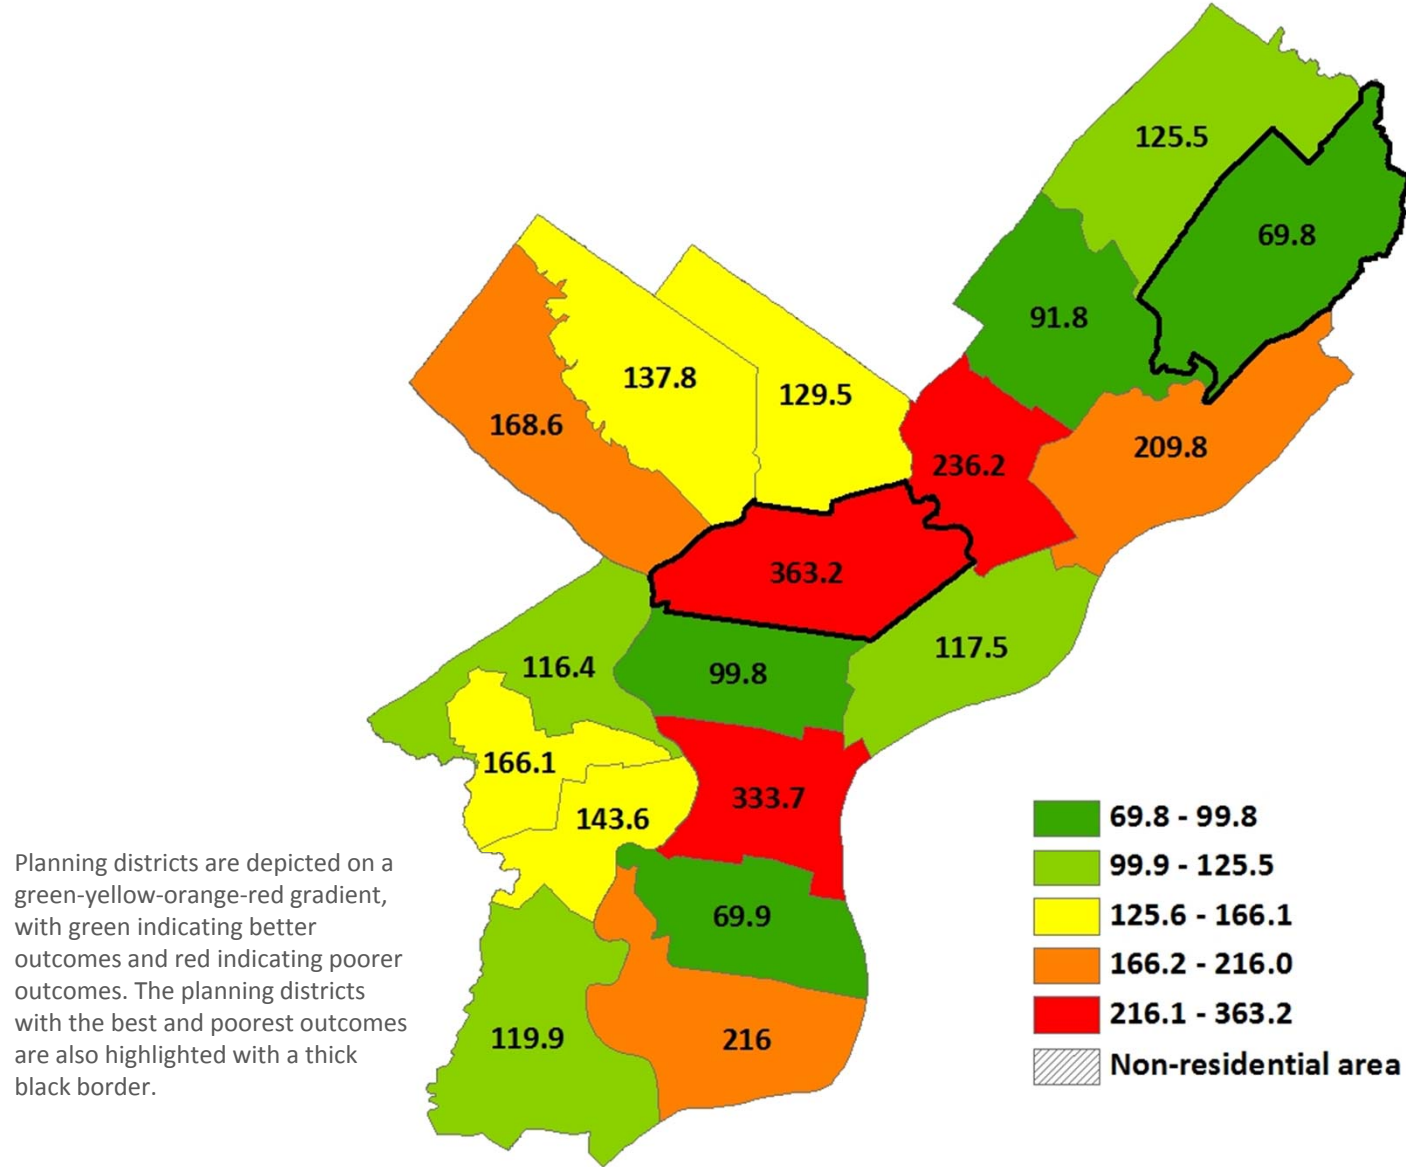 125.5
69.8
91.8
137.8
129.5
168.6
209.8
236.2
363.2
117.5
116.4
99.8
166.1
333.7
143.6
69.9
119.9
216
Planning districts are depicted on a
green-yellow-orange-red gradient,
with green indicating better
outcomes and red indicating poorer
outcomes. The planning districts
with the best and poorest outcomes
are also highlighted with a thick
black border.
69.8 - 99.8
99.9 - 125.5
125.6 - 166.1
166.2 - 216.0
216.1 - 363.2
Non-residential area